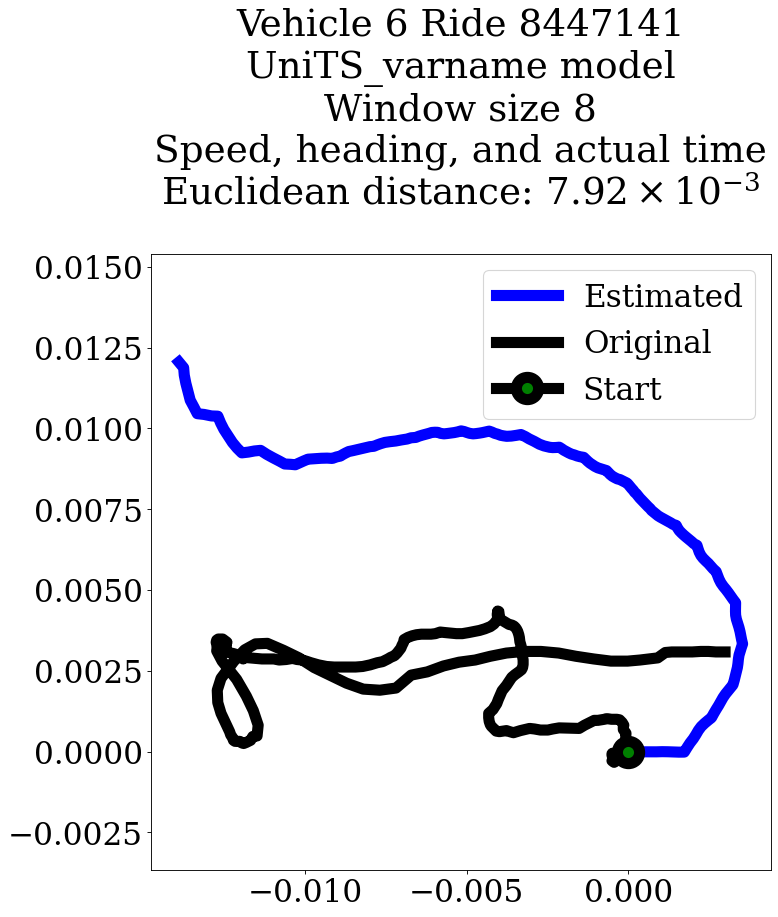 Vehicle 6 Ride 8447141
UniTS_varname model
Window size 8
Speed, heading, and actual time
Euclidean distance: 7.92 × 10⁻³
0.0150
0.0125
0.0100
0.0075
0.0050
0.0025
0.0000
−0.0025
Estimated
Original
Start
−0.010
−0.005
0.000